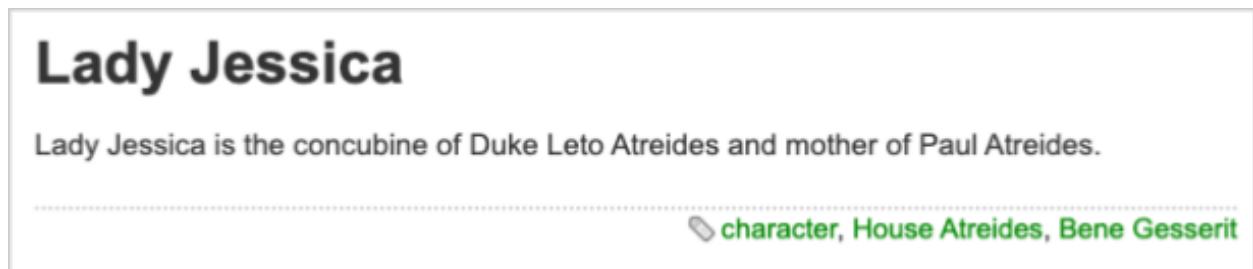 Lady Jessica
Lady Jessica is the concubine of Duke Leto Atreides and mother of Paul Atreides.
character, House Atreides, Bene Gesserit